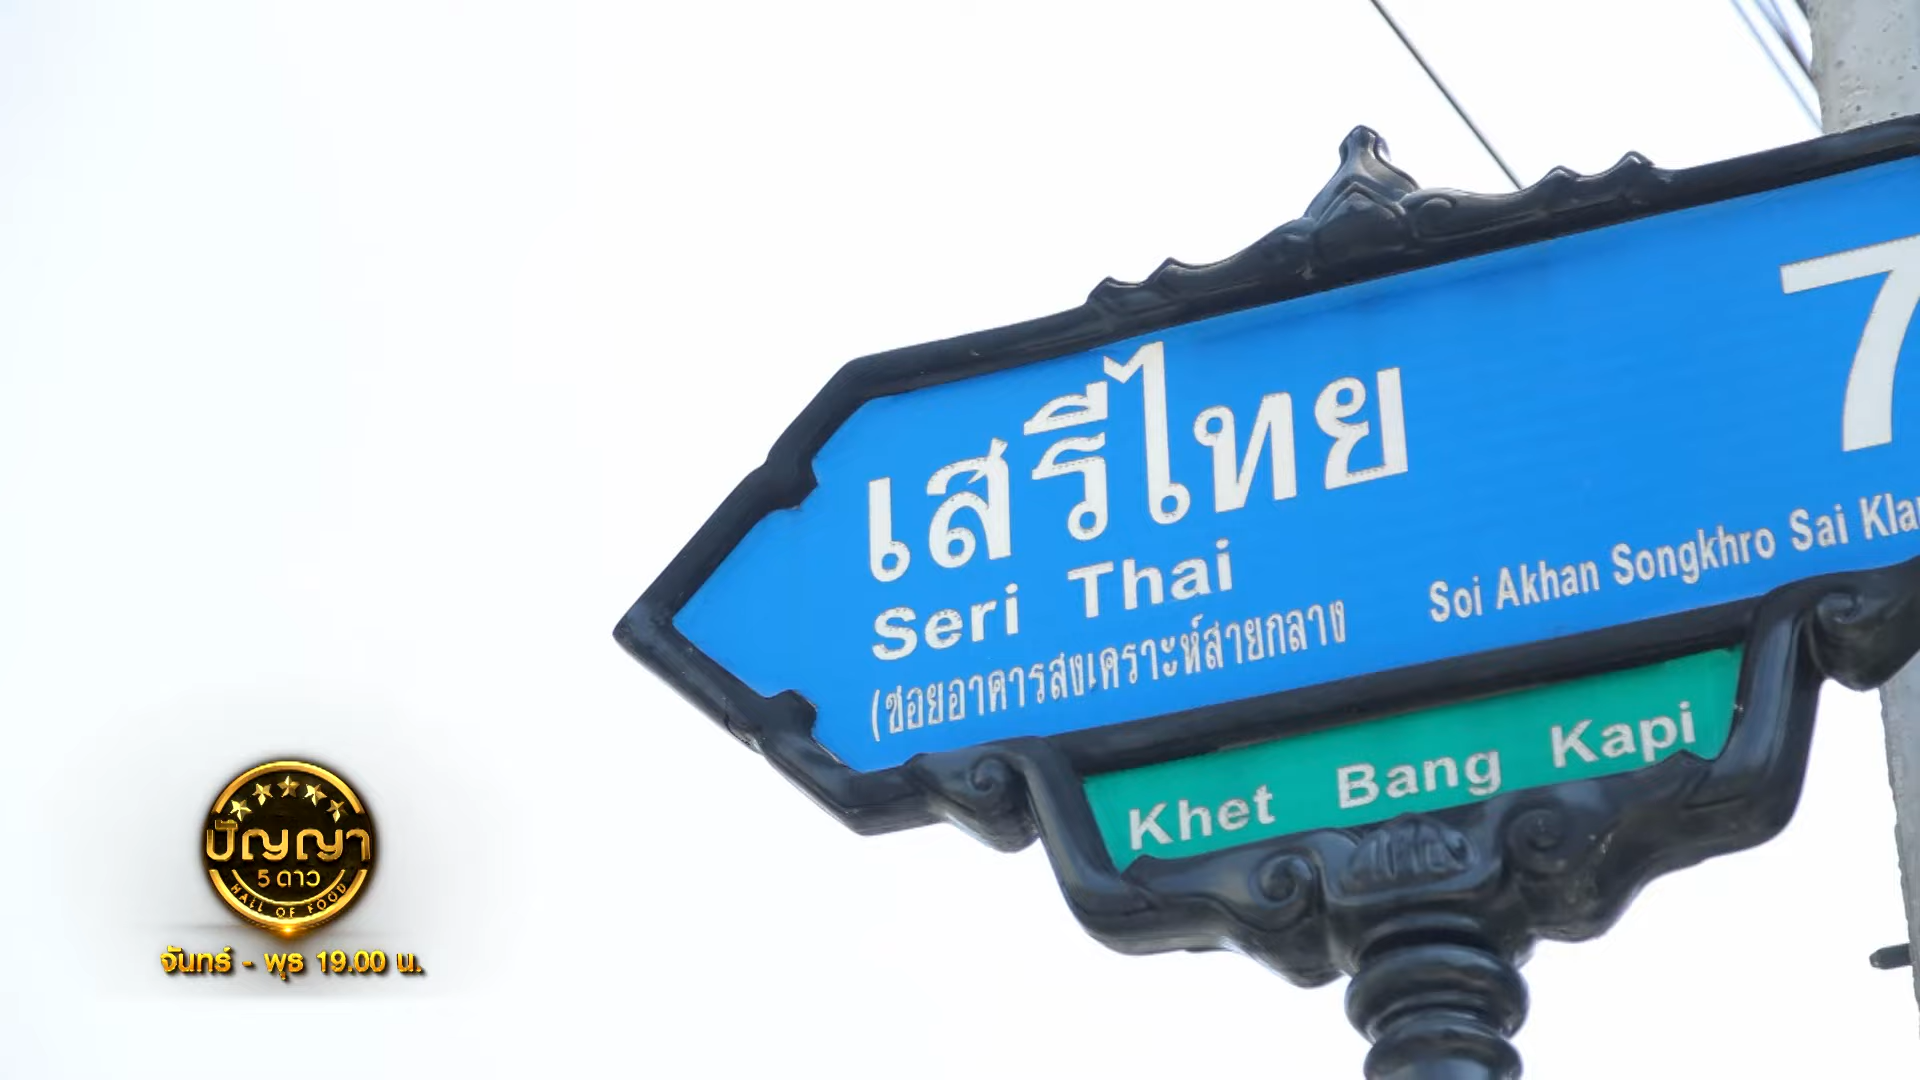 เสรีไทย 7
Seri Thai
(ซอยอาคารสงเคราะห์สายกลาง Soi Akhan Songkhro Sai
Khet Bang Kapi
ปัญญา
5 ดาว
HALL OF FOOD
จันทร์ - พุธ 19.00 น.